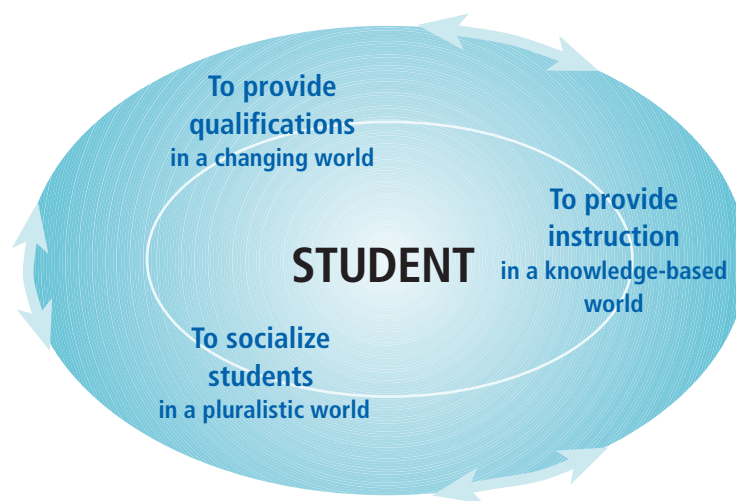 To provide
qualifications
in a changing world
To provide
instruction
in a knowledge-based
world
STUDENT
To socialize
students
in a pluralistic world